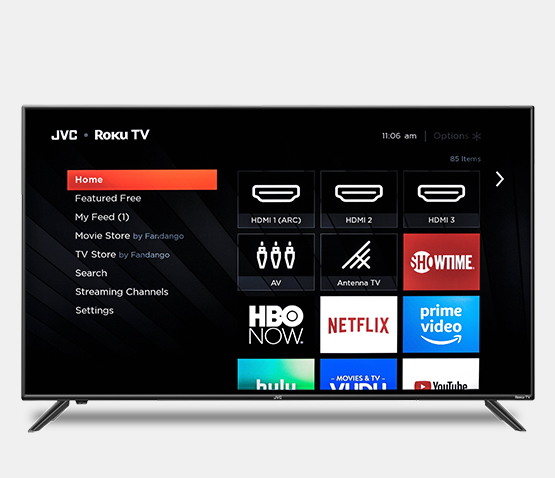 JVC • Roku TV
11:06 am | Options
85 Items
Home
Featured Free
My Feed (1)
Movie Store by Fandango
TV Store by Fandango
Search
Streaming Channels
Settings
HDMI 1 (ARC)
HDMI 2
HDMI 3
AV
Antenna TV
SHOWTIME
HBO
NOW
NETFLIX
prime
video
hulu
– MOVIES & TV –
VUDU
YouTube
JVC
Roku TV